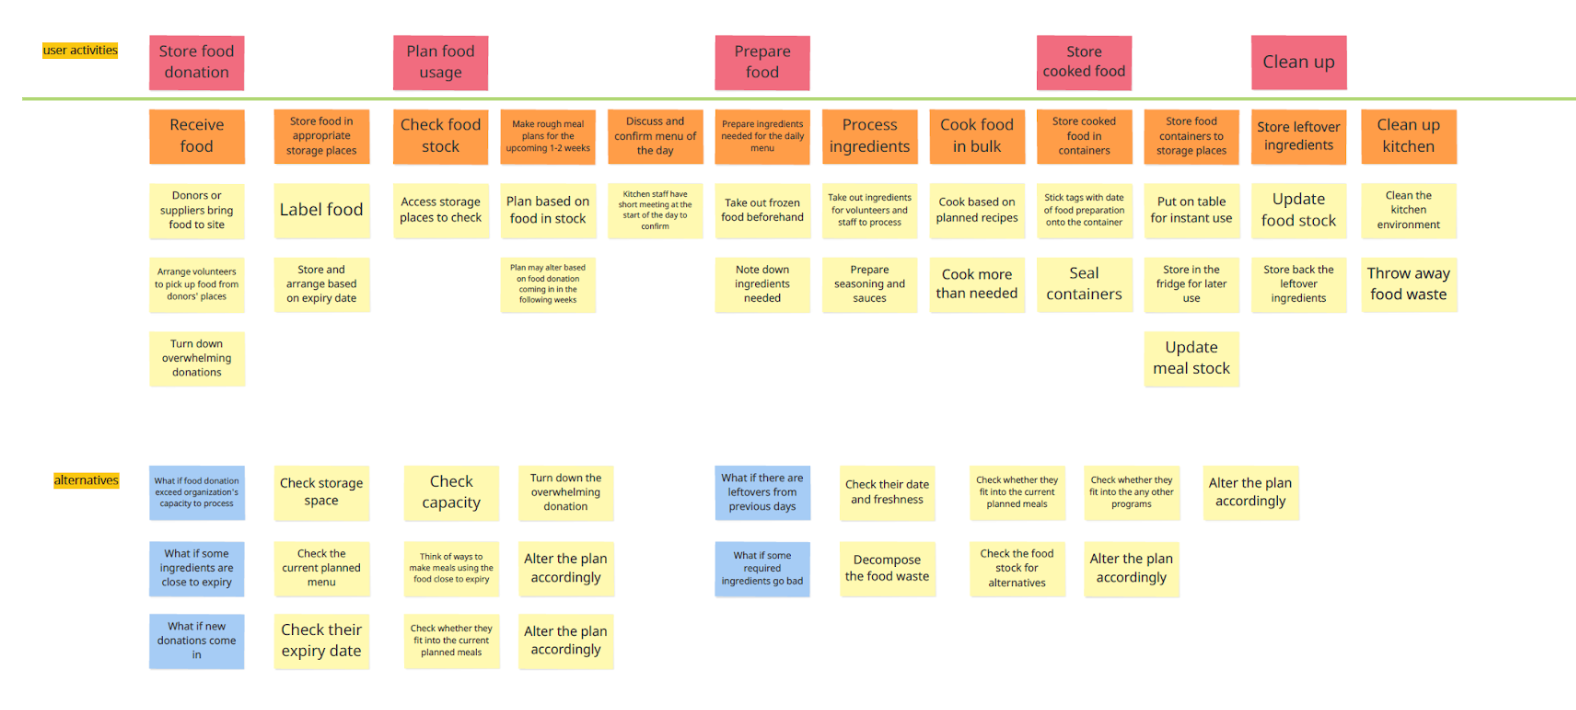 user activities
Store food
donation
Plan food
usage
Prepare
food
Store
cooked food
Clean up
Receive
food
Store food in
appropriate
storage places
Check food
stock
Make rough meal
plans for the
upcoming 1-2 weeks
Discuss and
confirm menu of
the day
Prepare ingredients
needed for the daily
menu
Process
ingredients
Cook food
in bulk
Store cooked
food in
containers
Store food
containers to
storage places
Store leftover
ingredients
Clean up
kitchen
Donors or
suppliers bring
food to site
Label food
Access storage
places to check
Plan based on
food in stock
Kitchen staff have
short meeting at the
start of the day to
confirm
Take out frozen
food beforehand
Take out ingredients
for volunteers and
staff to process
Cook based on
planned recipes
Stick tags with date
of food preparation
onto the container
Put on table
for instant use
Update
food stock
Clean the
kitchen
environment
Arrange volunteers
to pick up food from
donors' places
Store and
arrange based
on expiry date
Plan may alter based
on food donation
coming in in the
following weeks
Note down
ingredients
needed
Prepare
seasoning and
sauces
Cook more
than needed
Seal
containers
Store in the
fridge for later
use
Store back the
leftover
ingredients
Throw away
food waste
Turn down
overwhelming
donations
Update
meal stock
alternatives
What if food donation
exceed organization's
capacity to process
Check storage
space
Check
capacity
Turn down the
overwhelming
donation
What if there are
leftovers from
previous days
Check their date
and freshness
Check whether they
fit into the current
planned meals
Check whether they
fit into the any other
programs
Alter the plan
accordingly
What if some
ingredients are
close to expiry
Check the
current planned
menu
Think of ways to
make meals using the
food close to expiry
Alter the plan
accordingly
What if some
required
ingredients go bad
Decompose
the food waste
Check the food
stock for
alternatives
Alter the plan
accordingly
What if new
donations come
in
Check their
expiry date
Check whether they
fit into the current
planned meals
Alter the plan
accordingly